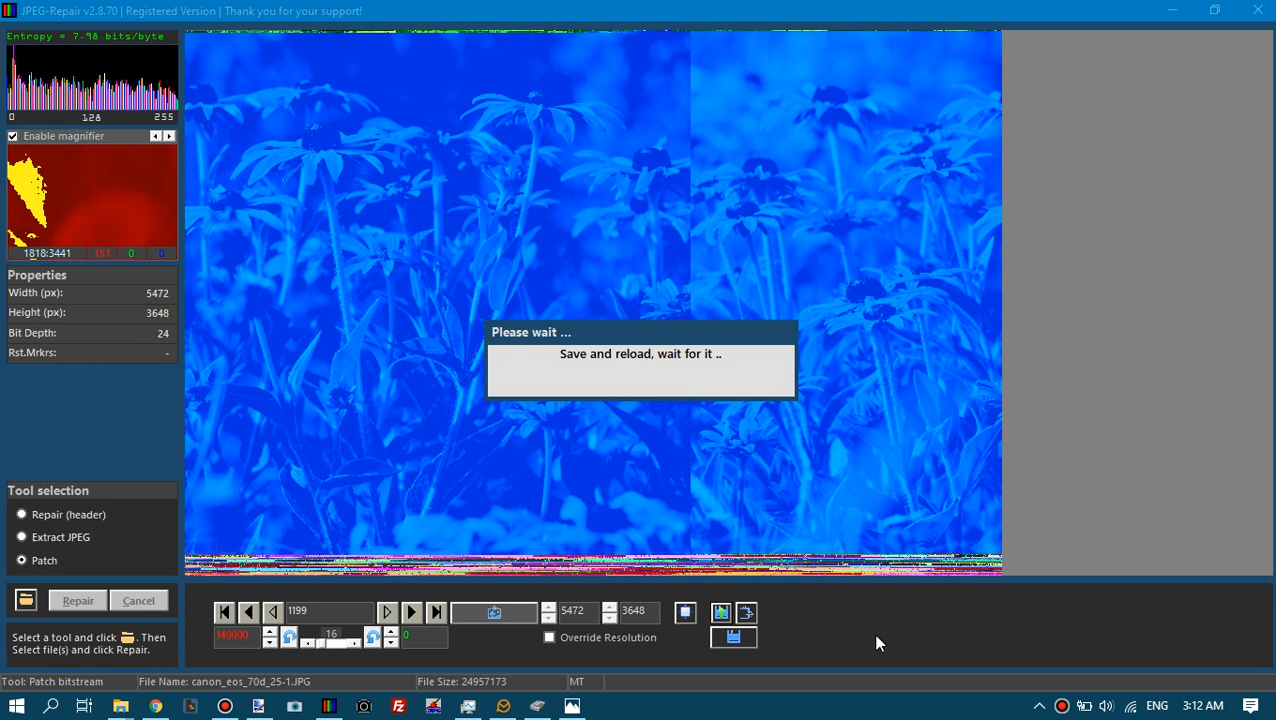 JPEG-Repair v2.8.70 | Registered Version | Thank you for your support!
Entropy = 7.98 bits/byte
0 128 255
Enable magnifier
1818:3441 151 0 0
Properties
Width (px): 5472
Height (px): 3648
Bit Depth: 24
Rst.Mrkrs: -
Please wait ...
Save and reload, wait for it ..
Tool selection
Repair (header)
Extract JPEG
Patch
Repair Cancel
Select a tool and click . Then
Select file(s) and click Repair.
1199 5472 3648
140000 16 0 Override Resolution
Tool: Patch bitstream File Name: canon_eos_70d_25-1.JPG File Size: 24957173 MT
ENG 3:12 AM